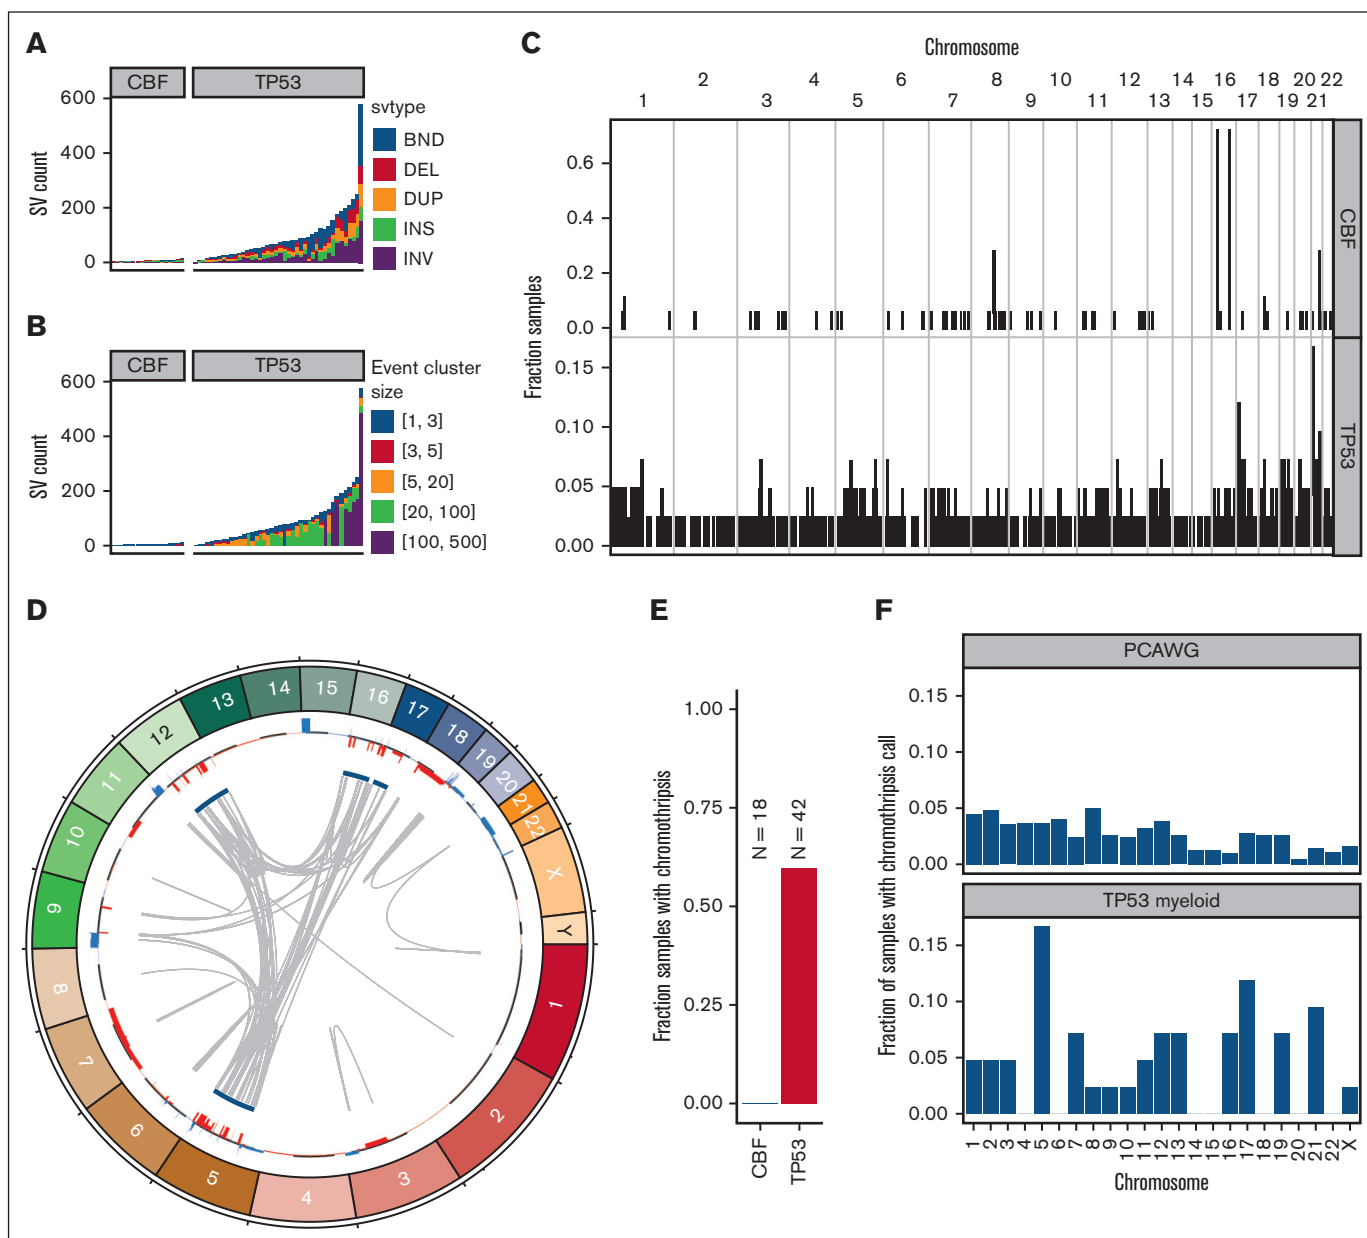 A
CBF
TP53
600
400
200
0
SV count
svtype
BND
DEL
DUP
INS
INV
B
CBF
TP53
600
400
200
0
SV count
Event cluster
size
[1, 3]
[3, 5]
[5, 20]
[20, 100]
[100, 500]
C
Chromosome
2 4 6 8 10 12 14 16 18 20 22
1 3 5 7 9 11 13 15 17 19 21
0.6
0.4
0.2
0.0
CBF
0.15
0.10
0.05
0.00
TP53
Fraction samples
D
1
2
3
4
5
6
7
8
9
10
11
12
13
14
15
16
17
18
19
20
21
22
X
Y
E
1.00
0.75
0.50
0.25
0.00
Fraction samples with chromothripsis
N = 18
N = 42
CBF
TP53
F
PCAWG
0.15
0.10
0.05
0.00
TP53 myeloid
0.15
0.10
0.05
0.00
Fraction of samples with chromothripsis call
1 2 3 4 5 6 7 8 9 10 11 12 13 14 15 16 17 18 19 20 21 22 X
Chromosome